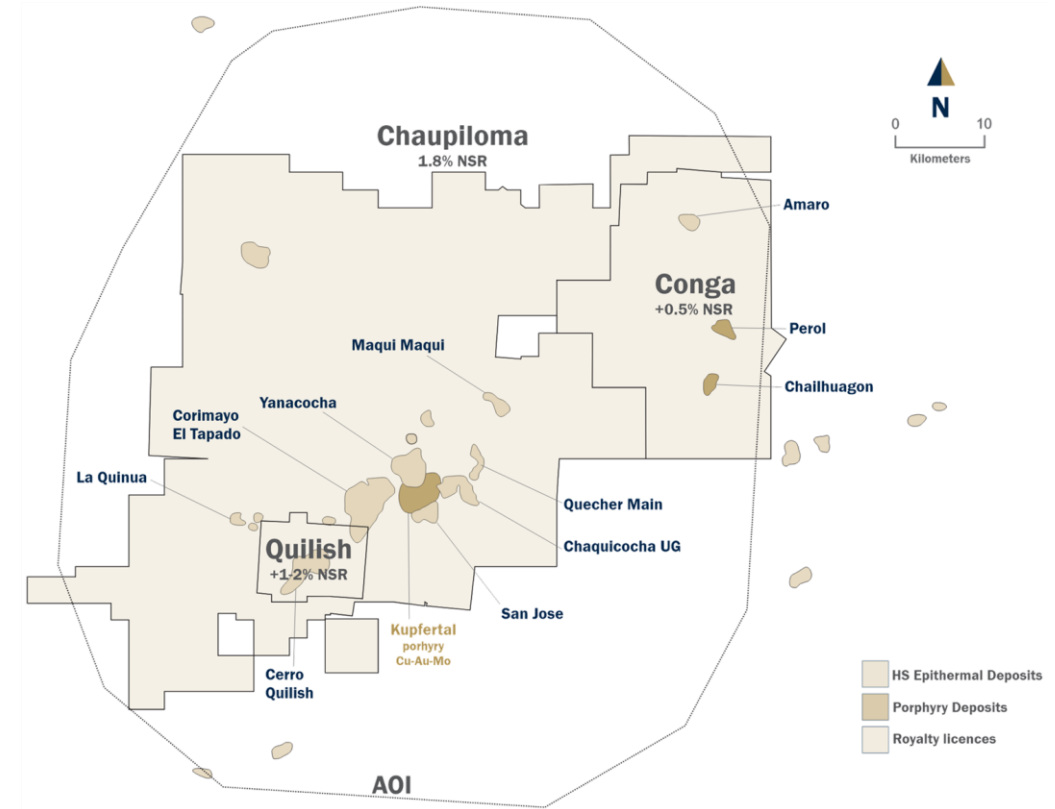 N
0 10
Kilometers
Chaupiloma
1.8% NSR
Amaro
Conga
+0.5% NSR
Perol
Maqui Maqui
Chailhuagon
Yanacocha
Corimayo
El Tapado
La Quinua
Quecher Main
Quilish
+1-2% NSR
Chaquicocha UG
San Jose
Kupfertal
porhyry
Cu-Au-Mo
Cerro
Quilish
HS Epithermal Deposits
Porphyry Deposits
Royalty licences
AOI